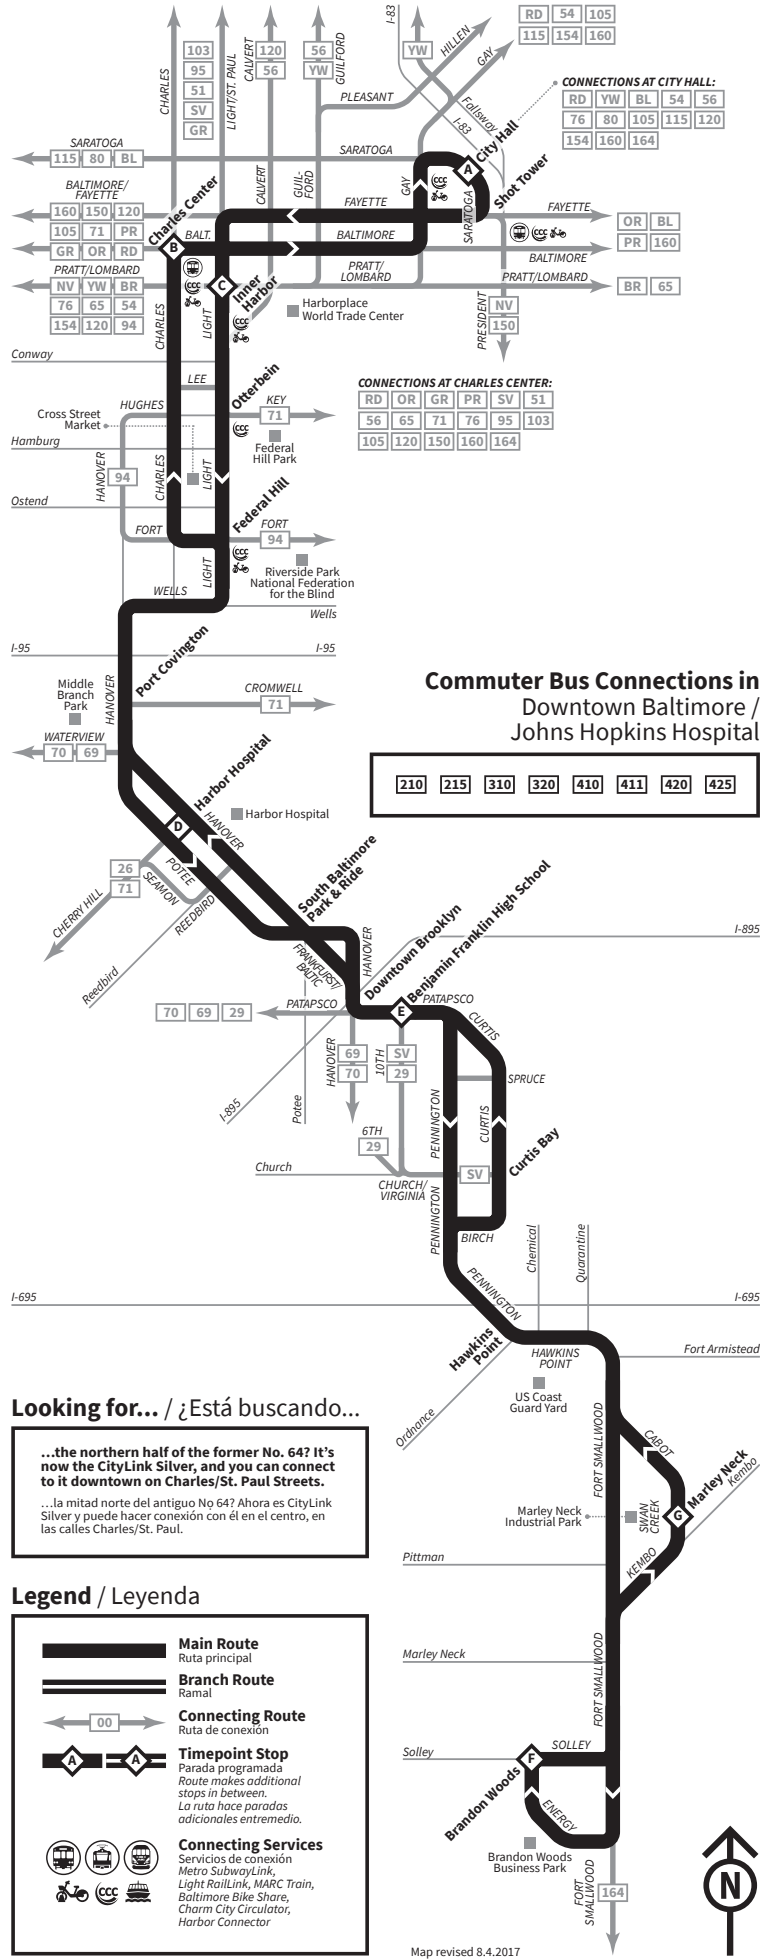 CHARLES
103
95
51
SV
GR
LIGHT/ST. PAUL
CALVERT
120
56
56
YW
GUILFORD
I-83
YW
HILLEN
GAY
RD 54 105
115 154 160
PLEASANT
Fallsway
I-83
CONNECTIONS AT CITY HALL:
RD YW BL 54 56
76 80 105 115 120
154 160 164
City Hall
A
SARATOGA
115 80 BL
SARATOGA
BALTIMORE/
FAYETTE
160 150 120
105 71 PR
GR OR RD
PRATT/LOMBARD
NV YW BR
76 65 54
154 120 94
Charles Center
B
BALT.
CALVERT
GUIL-
FORD
GAY
FAYETTE
BALTIMORE
SARATOGA
Shot Tower
FAYETTE
OR BL
PR 160
BALTIMORE
PRATT/
LOMBARD
PRATT/LOMBARD
BR 65
CCC
CCC
CCC
C
Inner
Harbor
CCC
Harborplace
World Trade Center
PRESIDENT
NV
150
CHARLES
LIGHT
Conway
LEE
Otterbein
CCC
HUGHES
KEY
71
Cross Street
Market
Federal
Hill Park
CONNECTIONS AT CHARLES CENTER:
RD OR GR PR SV 51
56 65 71 76 95 103
105 120 150 160 164
Hamburg
HANOVER
94
CHARLES
LIGHT
Ostend
Federal Hill
FORT
FORT
94
CCC
Riverside Park
National Federation
for the Blind
LIGHT
WELLS
Wells
I-95
I-95
Port Covington
HANOVER
Middle
Branch
Park
CROMWELL
71
WATERVIEW
70 69
Commuter Bus Connections in
Downtown Baltimore /
Johns Hopkins Hospital
210 215 310 320 410 411 420 425
Harbor Hospital
D
Harbor Hospital
HANOVER
POTEE
26
71
CHERRY HILL
SEAMON
REEDBIRD
Reedbird
South Baltimore
Park & Ride
FRANKFURST/
BALTIC
HANOVER
Downtown Brooklyn
Benjamin Franklin High School
I-895
70 69 29
PATAPSCO
E
PATAPSCO
CURTIS
HANOVER
69
70
10TH
SV
29
I-895
Potee
SPRUCE
PENNINGTON
CURTIS
6TH
29
Church
CHURCH/
VIRGINIA
SV
Curtis Bay
PENNINGTON
BIRCH
Chemical
Quarantine
I-695
PENNINGTON
I-695
Hawkins
Point
HAWKINS
POINT
Fort Armistead
US Coast
Guard Yard
Ordnance
Looking for... / ¿Está buscando...
...the northern half of the former No. 64? It’s
now the CityLink Silver, and you can connect
to it downtown on Charles/St. Paul Streets.
...la mitad norte del antiguo Nọ 64? Ahora es CityLink
Silver y puede hacer conexión con él en el centro, en
las calles Charles/St. Paul.
FORT SMALLWOOD
CABOT
Marley Neck
Kembo
Marley Neck
Industrial Park
SWAN
CREEK
G
Pittman
KEMBO
Marley Neck
FORT SMALLWOOD
Solley
F
SOLLEY
Brandon Woods
ENERGY
Brandon Woods
Business Park
FORT
SMALLWOOD
164
Legend / Leyenda
Main Route
Ruta principal
Branch Route
Ramal
00
Connecting Route
Ruta de conexión
A
A
Timepoint Stop
Parada programada
Route makes additional
stops in between.
La ruta hace paradas
adicionales entremedio.
CCC
Connecting Services
Servicios de conexión
Metro SubwayLink,
Light RailLink, MARC Train,
Baltimore Bike Share,
Charm City Circulator,
Harbor Connector
N
Map revised 8.4.2017